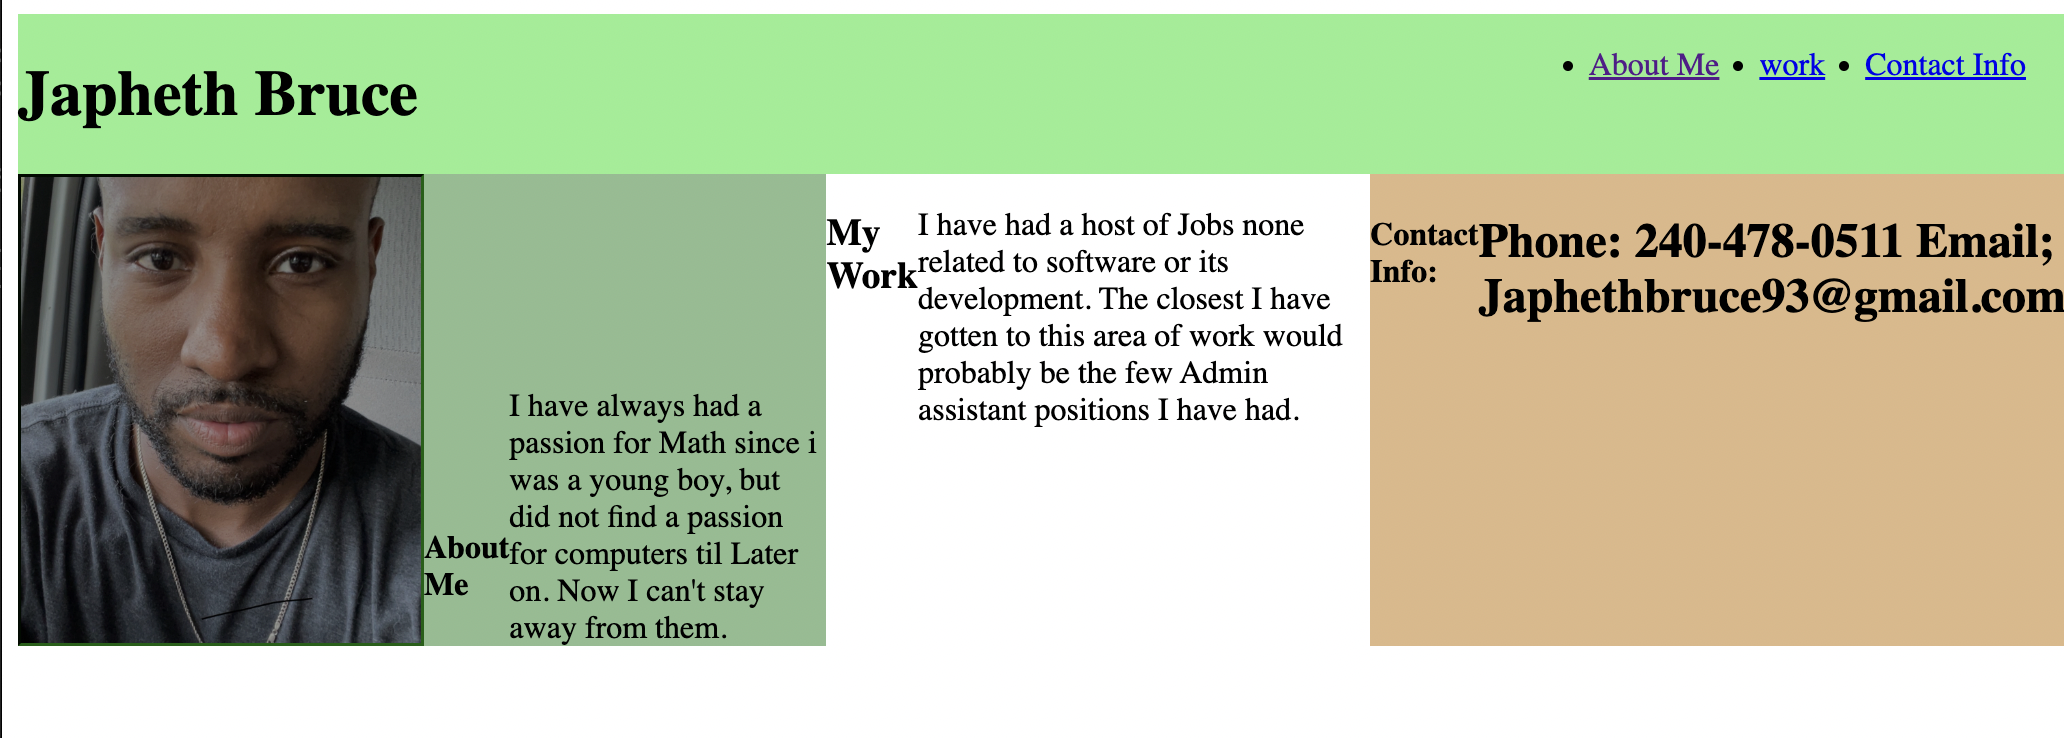 Japheth Bruce
About Me
work
Contact Info
About
Me
I have always had a
passion for Math since i
was a young boy, but
did not find a passion
for computers til Later
on. Now I can't stay
away from them.
My
Work
I have had a host of Jobs none
related to software or its
development. The closest I have
gotten to this area of work would
probably be the few Admin
assistant positions I have had.
Contact
Info:
Phone: 240-478-0511 Email;
Japhethbruce93@gmail.com